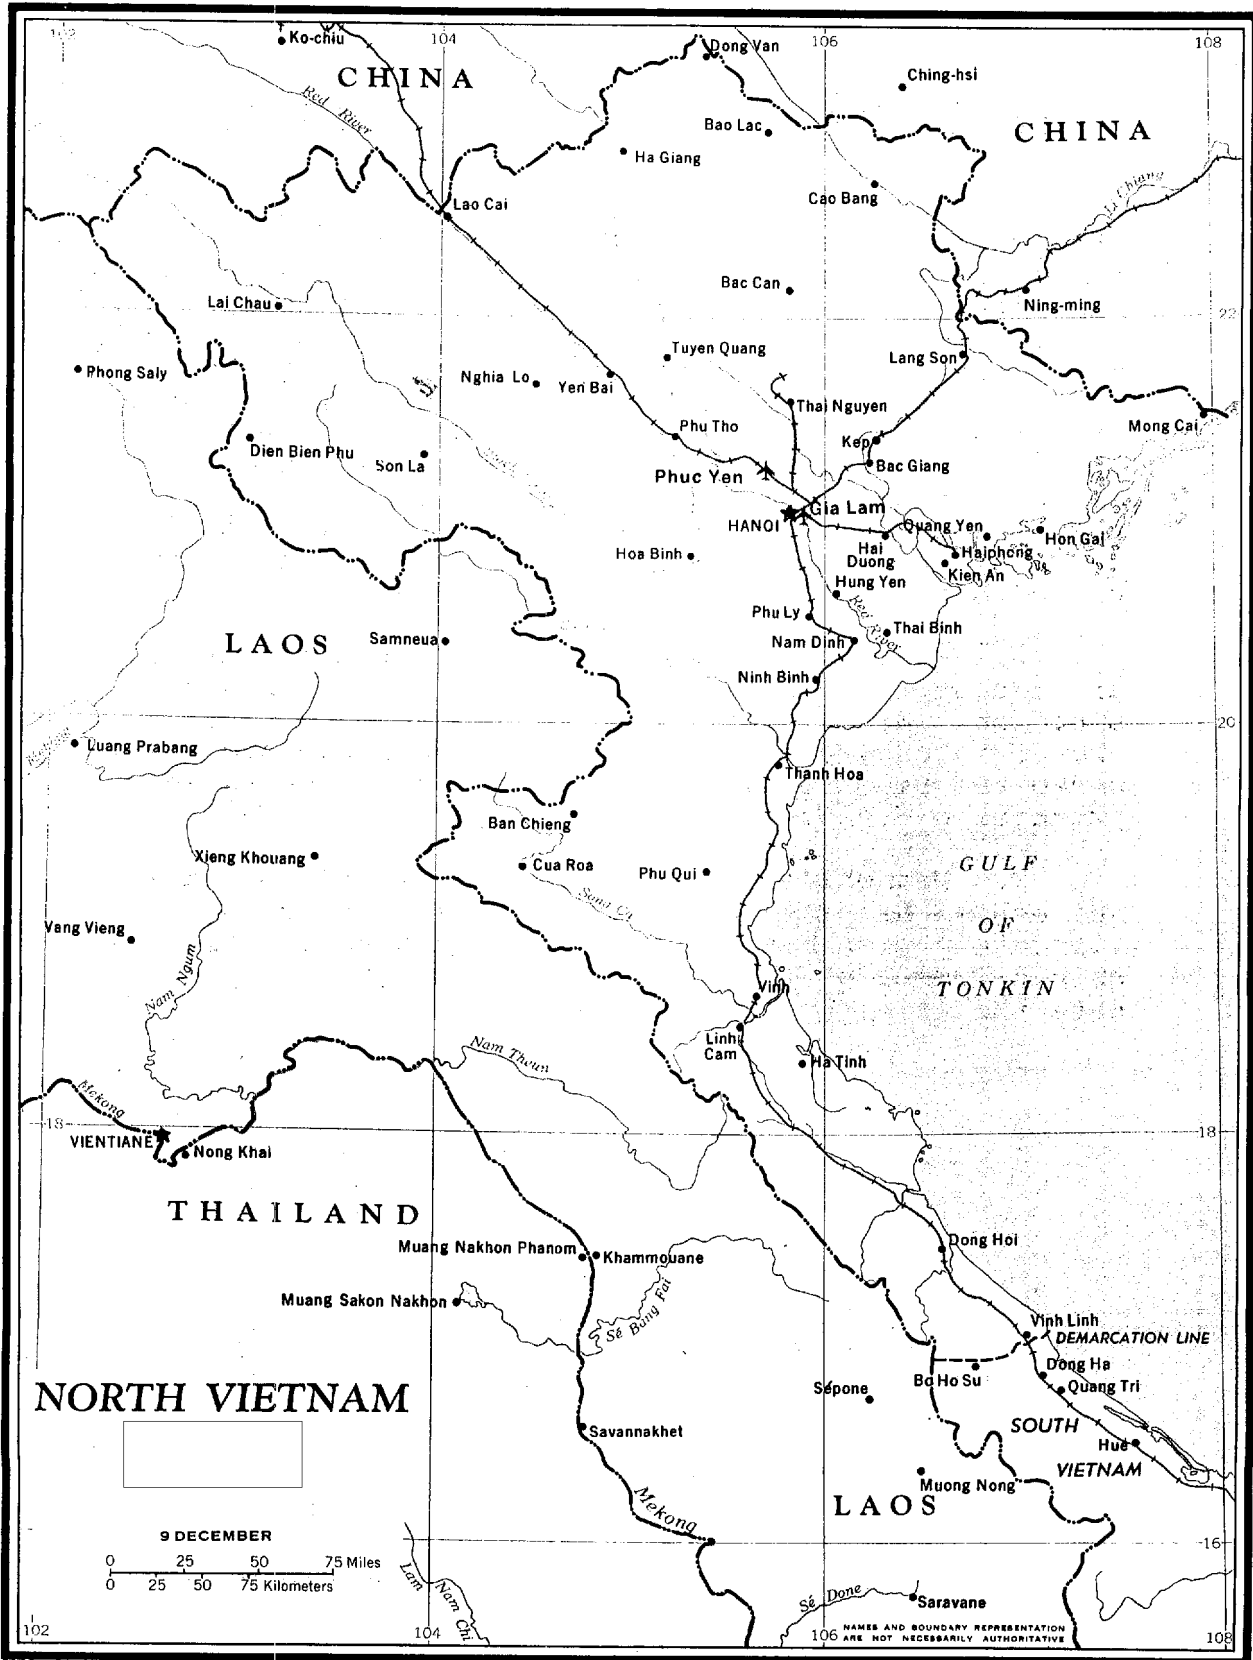 102
104
106
108
Ko-chiu
Dong Van
CHINA
Ching-hsi
Red River
Bao Lac
CHINA
Ha Giang
Cao Bang
Li Chiang
Lao Cai
Bac Can
Lai Chau
Ning-ming
22
Tuyen Quang
Lang Son
Phong Saly
Nghia Lo
Yen Bai
Thai Nguyen
Phu Tho
Mong Cai
Kep
Dien Bien Phu
Son La
Bac Giang
Phuc Yen
Gia Lam
HANOI
Quang Yen
Hon Gai
Hoa Binh
Hai
Duong
Haiphong
Kien An
Hung Yen
Red River
Phu Ly
Thai Binh
LAOS
Samneua
Nam Dinh
Ninh Binh
20
Luang Prabang
Thanh Hoa
Ban Chieng
Xieng Khouang
Cua Roa
Phu Qui
GULF
OF
TONKIN
Song Ca
Vang Vieng
Nam Ngum
Vinh
Linh
Cam
Nam Theun
Ha Tinh
Mekong
18
18
VIENTIANE
Nong Khai
THAILAND
Dong Hoi
Muang Nakhon Phanom
Khammouane
Muang Sakon Nakhon
Sé Bang Fai
Vinh Linh
DEMARCATION LINE
Dong Ha
Bo Ho Su
Quang Tri
Sépone
NORTH VIETNAM
SOUTH
VIETNAM
Savannakhet
Hue
Muong Nong
LAOS
Mekong
9 DECEMBER
16
0 25 50 75 Miles
0 25 50 75 Kilometers
Lam
Nam Chi
Sé Done
Saravane
NAMES AND BOUNDARY REPRESENTATION
ARE NOT NECESSARILY AUTHORITATIVE
102
104
106
108